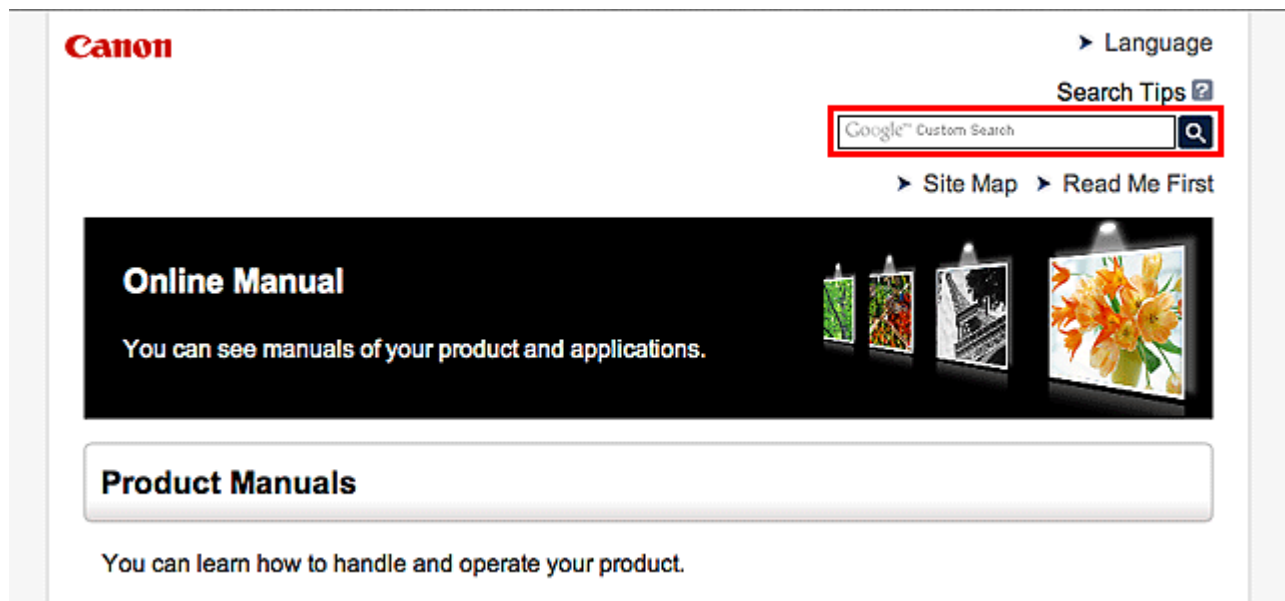 Canon
Language
Search Tips ?
Google™ Custom Search
Site Map Read Me First
Online Manual
You can see manuals of your product and applications.
Product Manuals
You can learn how to handle and operate your product.